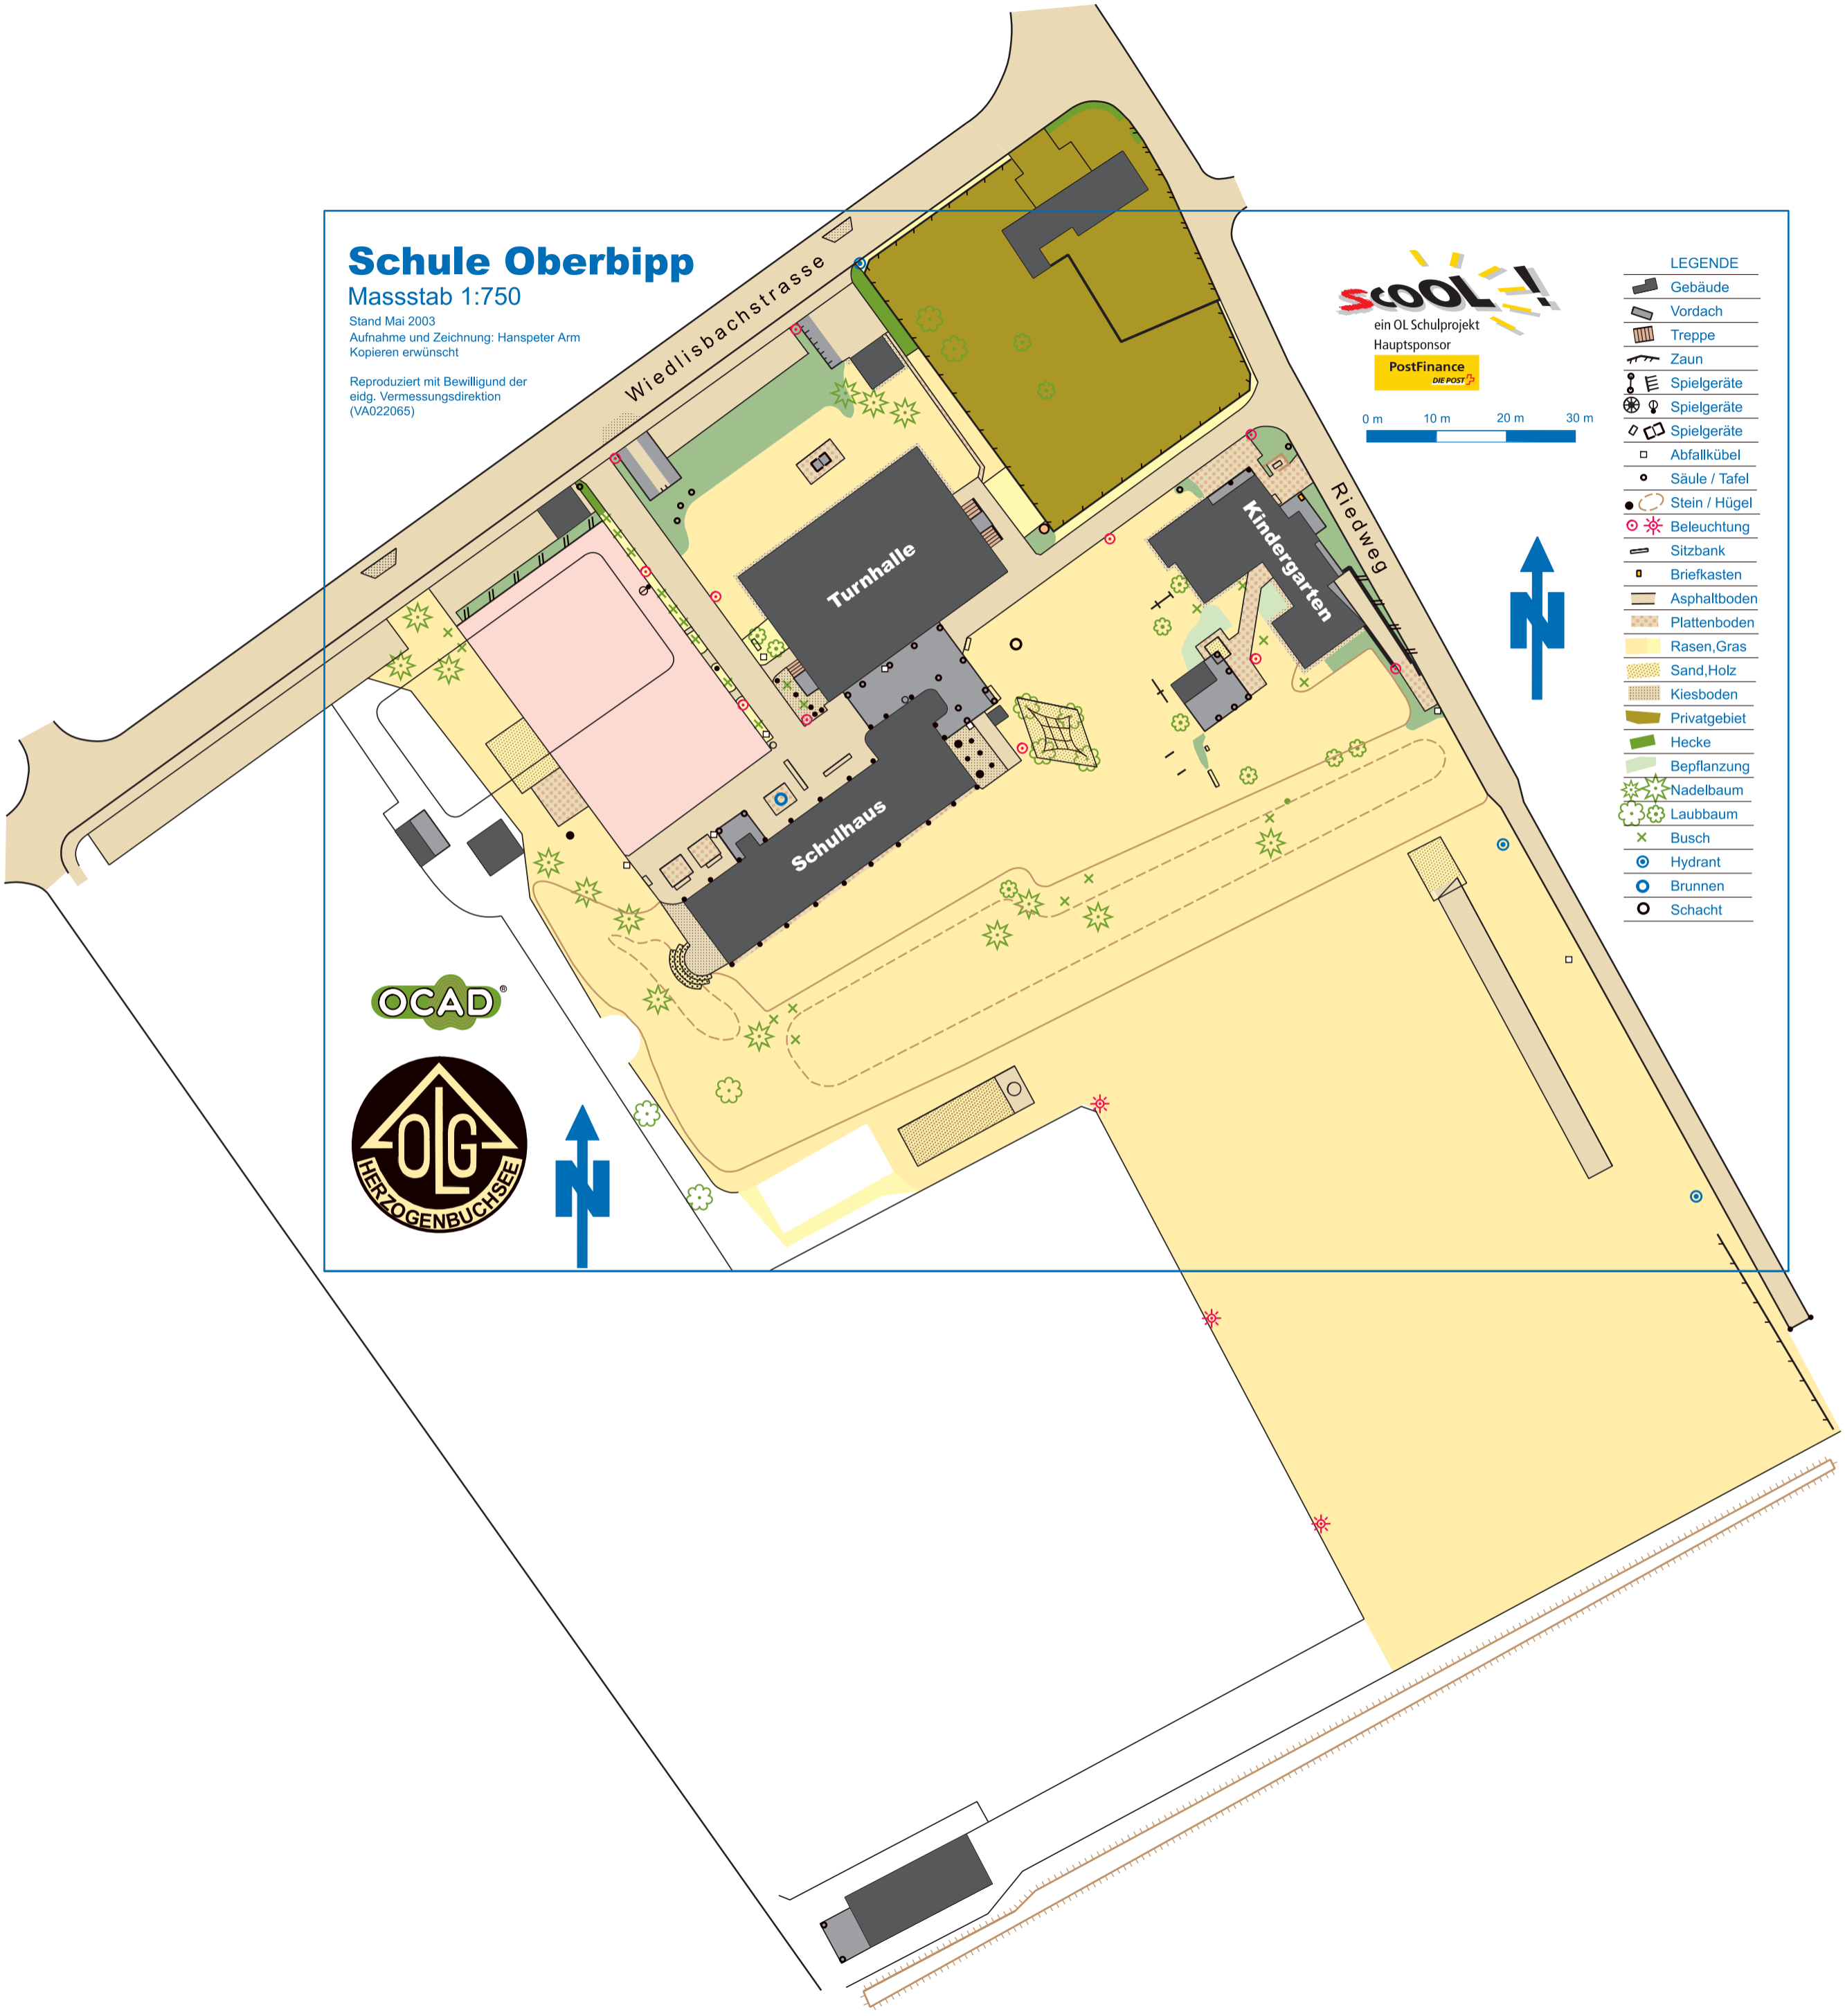 Schule Oberbipp
Massstab 1:750
Stand Mai 2003
Aufnahme und Zeichnung: Hanspeter Arm
Kopieren erwünscht
Reproduziert mit Bewilligund der
eidg. Vermessungsdirektion
(VA022065)
Wiedlisbachstrasse
Riedweg
Turnhalle
Kindergarten
Schulhaus
scOOL!
ein OL Schulprojekt
Hauptsponsor
PostFinance
DIE POST
0 m 10 m 20 m 30 m
N
LEGENDE
Gebäude
Vordach
Treppe
Zaun
Spielgeräte
Spielgeräte
Spielgeräte
Abfallkübel
Säule / Tafel
Stein / Hügel
Beleuchtung
Sitzbank
Briefkasten
Asphaltboden
Plattenboden
Rasen,Gras
Sand,Holz
Kiesboden
Privatgebiet
Hecke
Bepflanzung
Nadelbaum
Laubbaum
Busch
Hydrant
Brunnen
Schacht
OCAD®
OLG
HERZOGENBUCHSEE
N